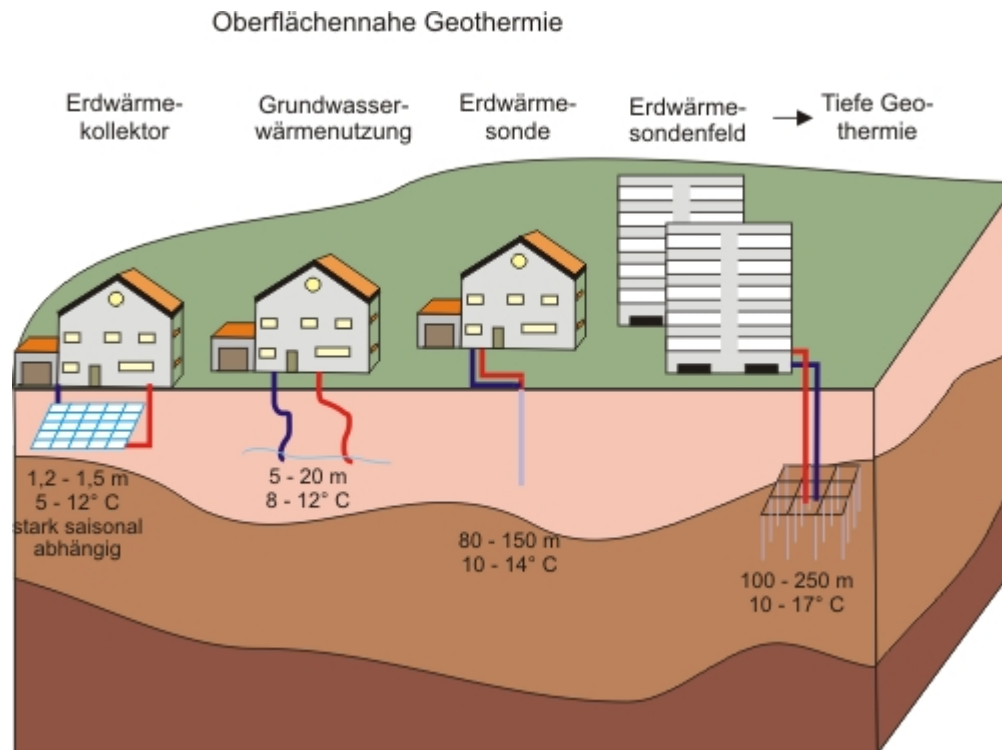 Oberflächennahe Geothermie
Erdwärme-
kollektor
Grundwasser-
wärmenutzung
Erdwärme-
sonde
Erdwärme-
sondenfeld
Tiefe Geo-
thermie
1,2 - 1,5 m
5 - 12° C
stark saisonal
abhängig
5 - 20 m
8 - 12° C
80 - 150 m
10 - 14° C
100 - 250 m
10 - 17° C